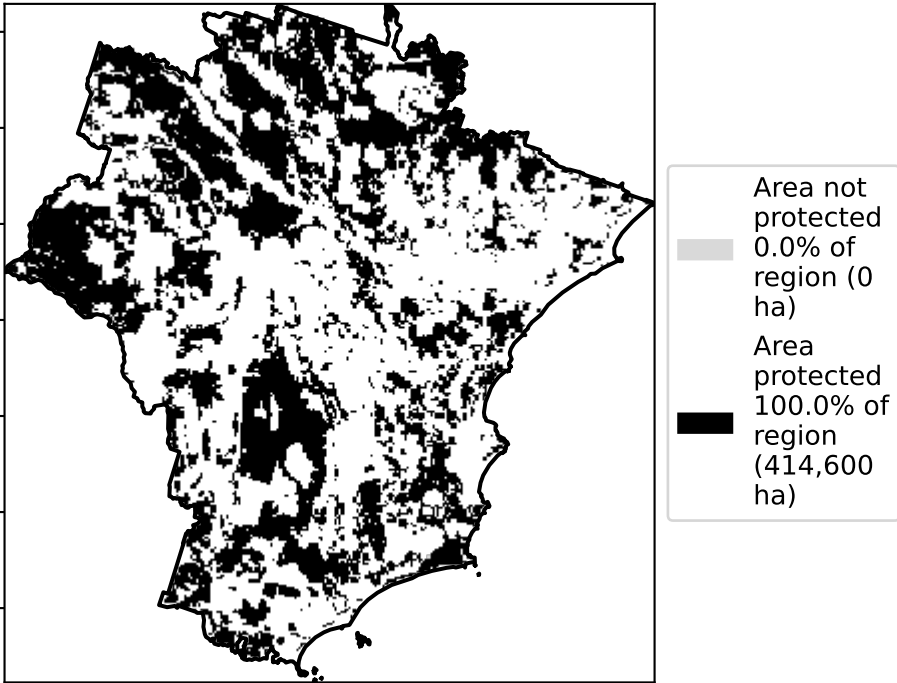 Area not
protected
0.0% of
region (0
ha)
Area
protected
100.0% of
region
(414,600
ha)